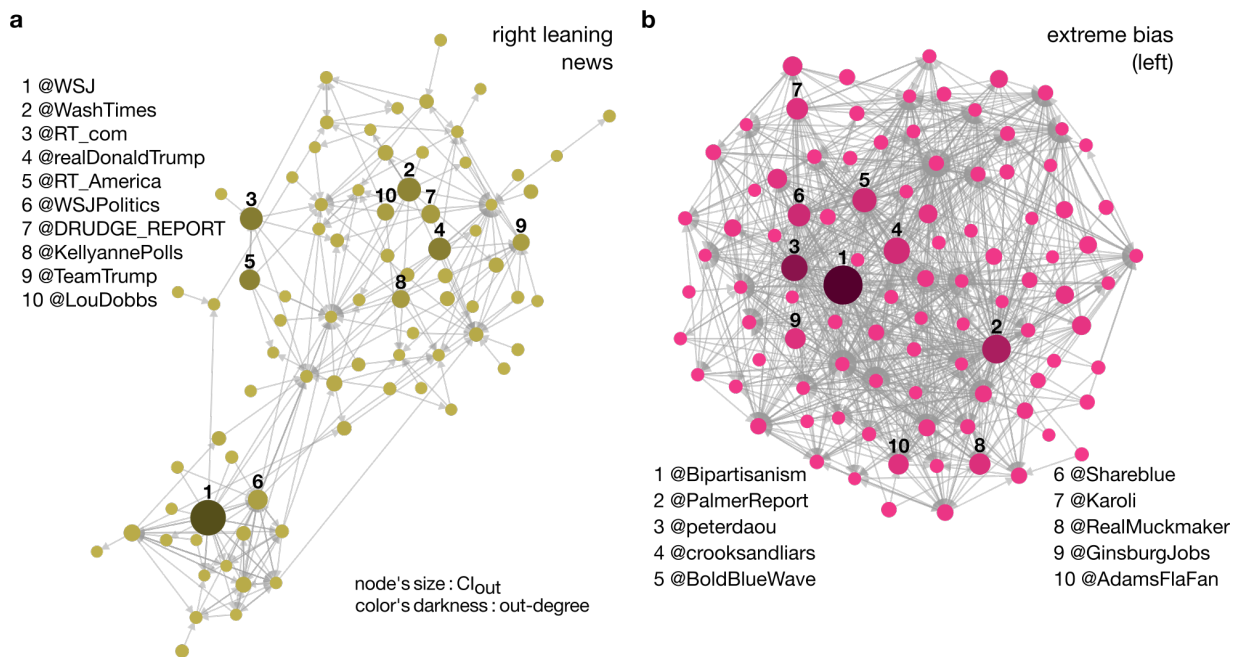 a
right leaning
news
1 @WSJ
2 @WashTimes
3 @RT_com
4 @realDonaldTrump
5 @RT_America
6 @WSJPolitics
7 @DRUDGE_REPORT
8 @KellyannePolls
9 @TeamTrump
10 @LouDobbs
3
5
10
2
7
4
8
9
1
6
node's size : CIout
color's darkness : out-degree
b
extreme bias
(left)
7
6
5
3
1
4
9
2
10
8
1 @Bipartisanism
2 @PalmerReport
3 @peterdaou
4 @crooksandliars
5 @BoldBlueWave
6 @Shareblue
7 @Karoli
8 @RealMuckmaker
9 @GinsburgJobs
10 @AdamsFlaFan